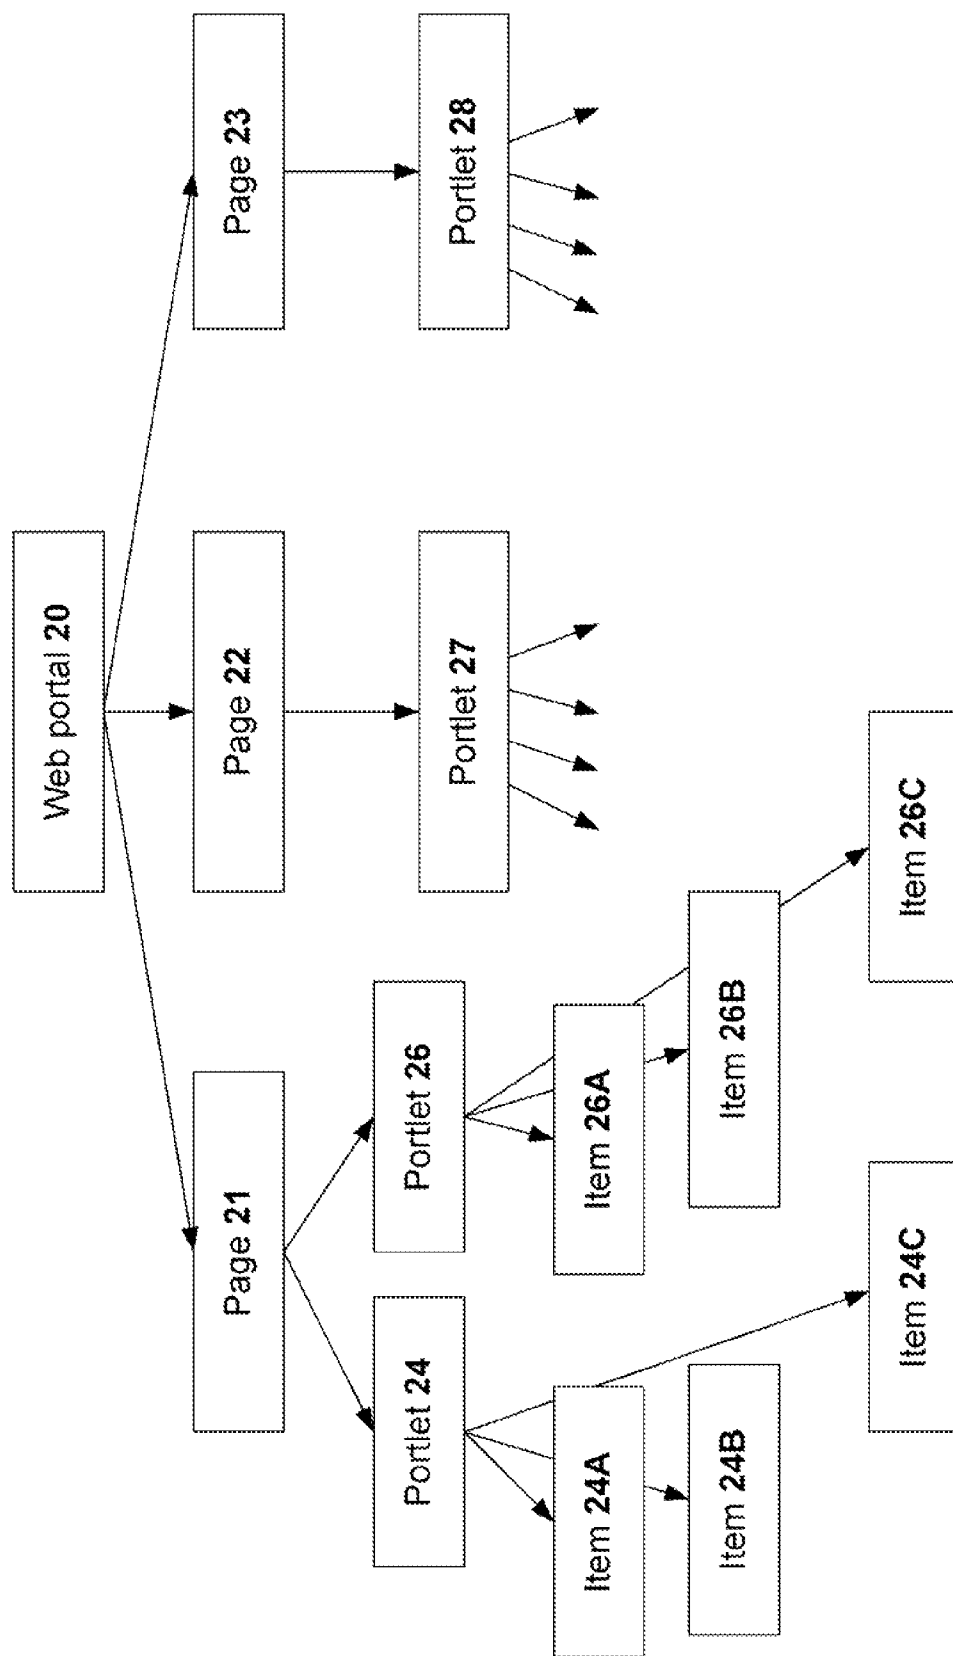 Web portal 20
Page 21
Page 22
Page 23
Portlet 24
Portlet 26
Portlet 27
Portlet 28
Item 24A
Item 26A
Item 24B
Item 26B
Item 24C
Item 26C